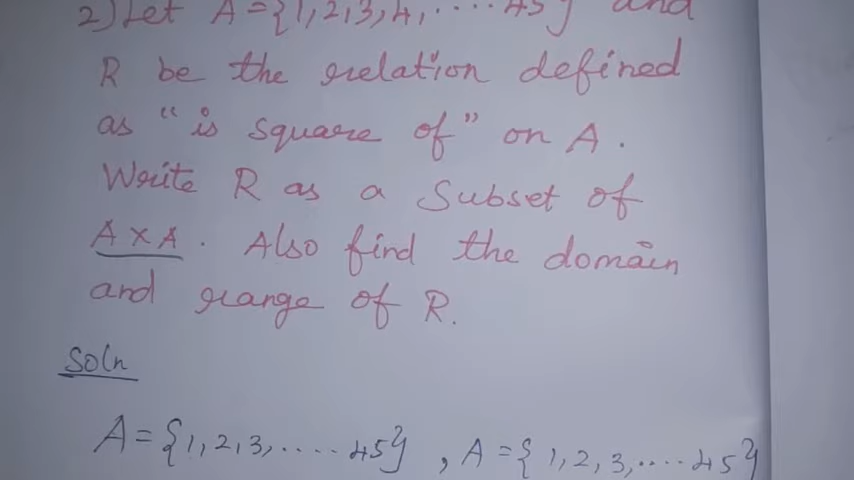 2) Let A = {1, 2, 3, 4, ..... 45} and
R be the relation defined
as "is square of" on A.
Write R as a subset of
A × A. Also find the domain
and range of R.
Soln
A = {1, 2, 3, ..... 45} , A = {1, 2, 3, .... 45}